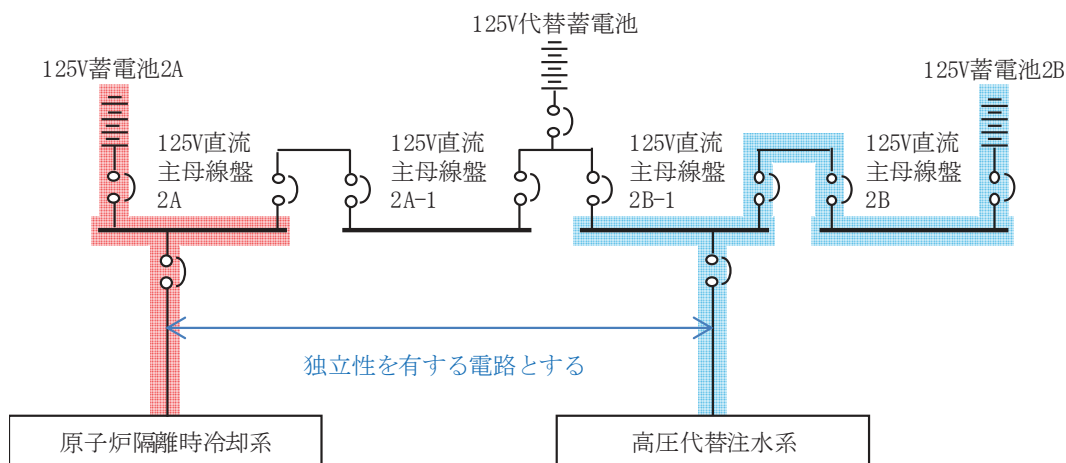 125V代替蓄電池
125V蓄電池2A
125V蓄電池2B
125V直流
主母線盤
2A
125V直流
主母線盤
2A-1
125V直流
主母線盤
2B-1
125V直流
主母線盤
2B
独立性を有する電路とする
原子炉隔離時冷却系
高圧代替注水系